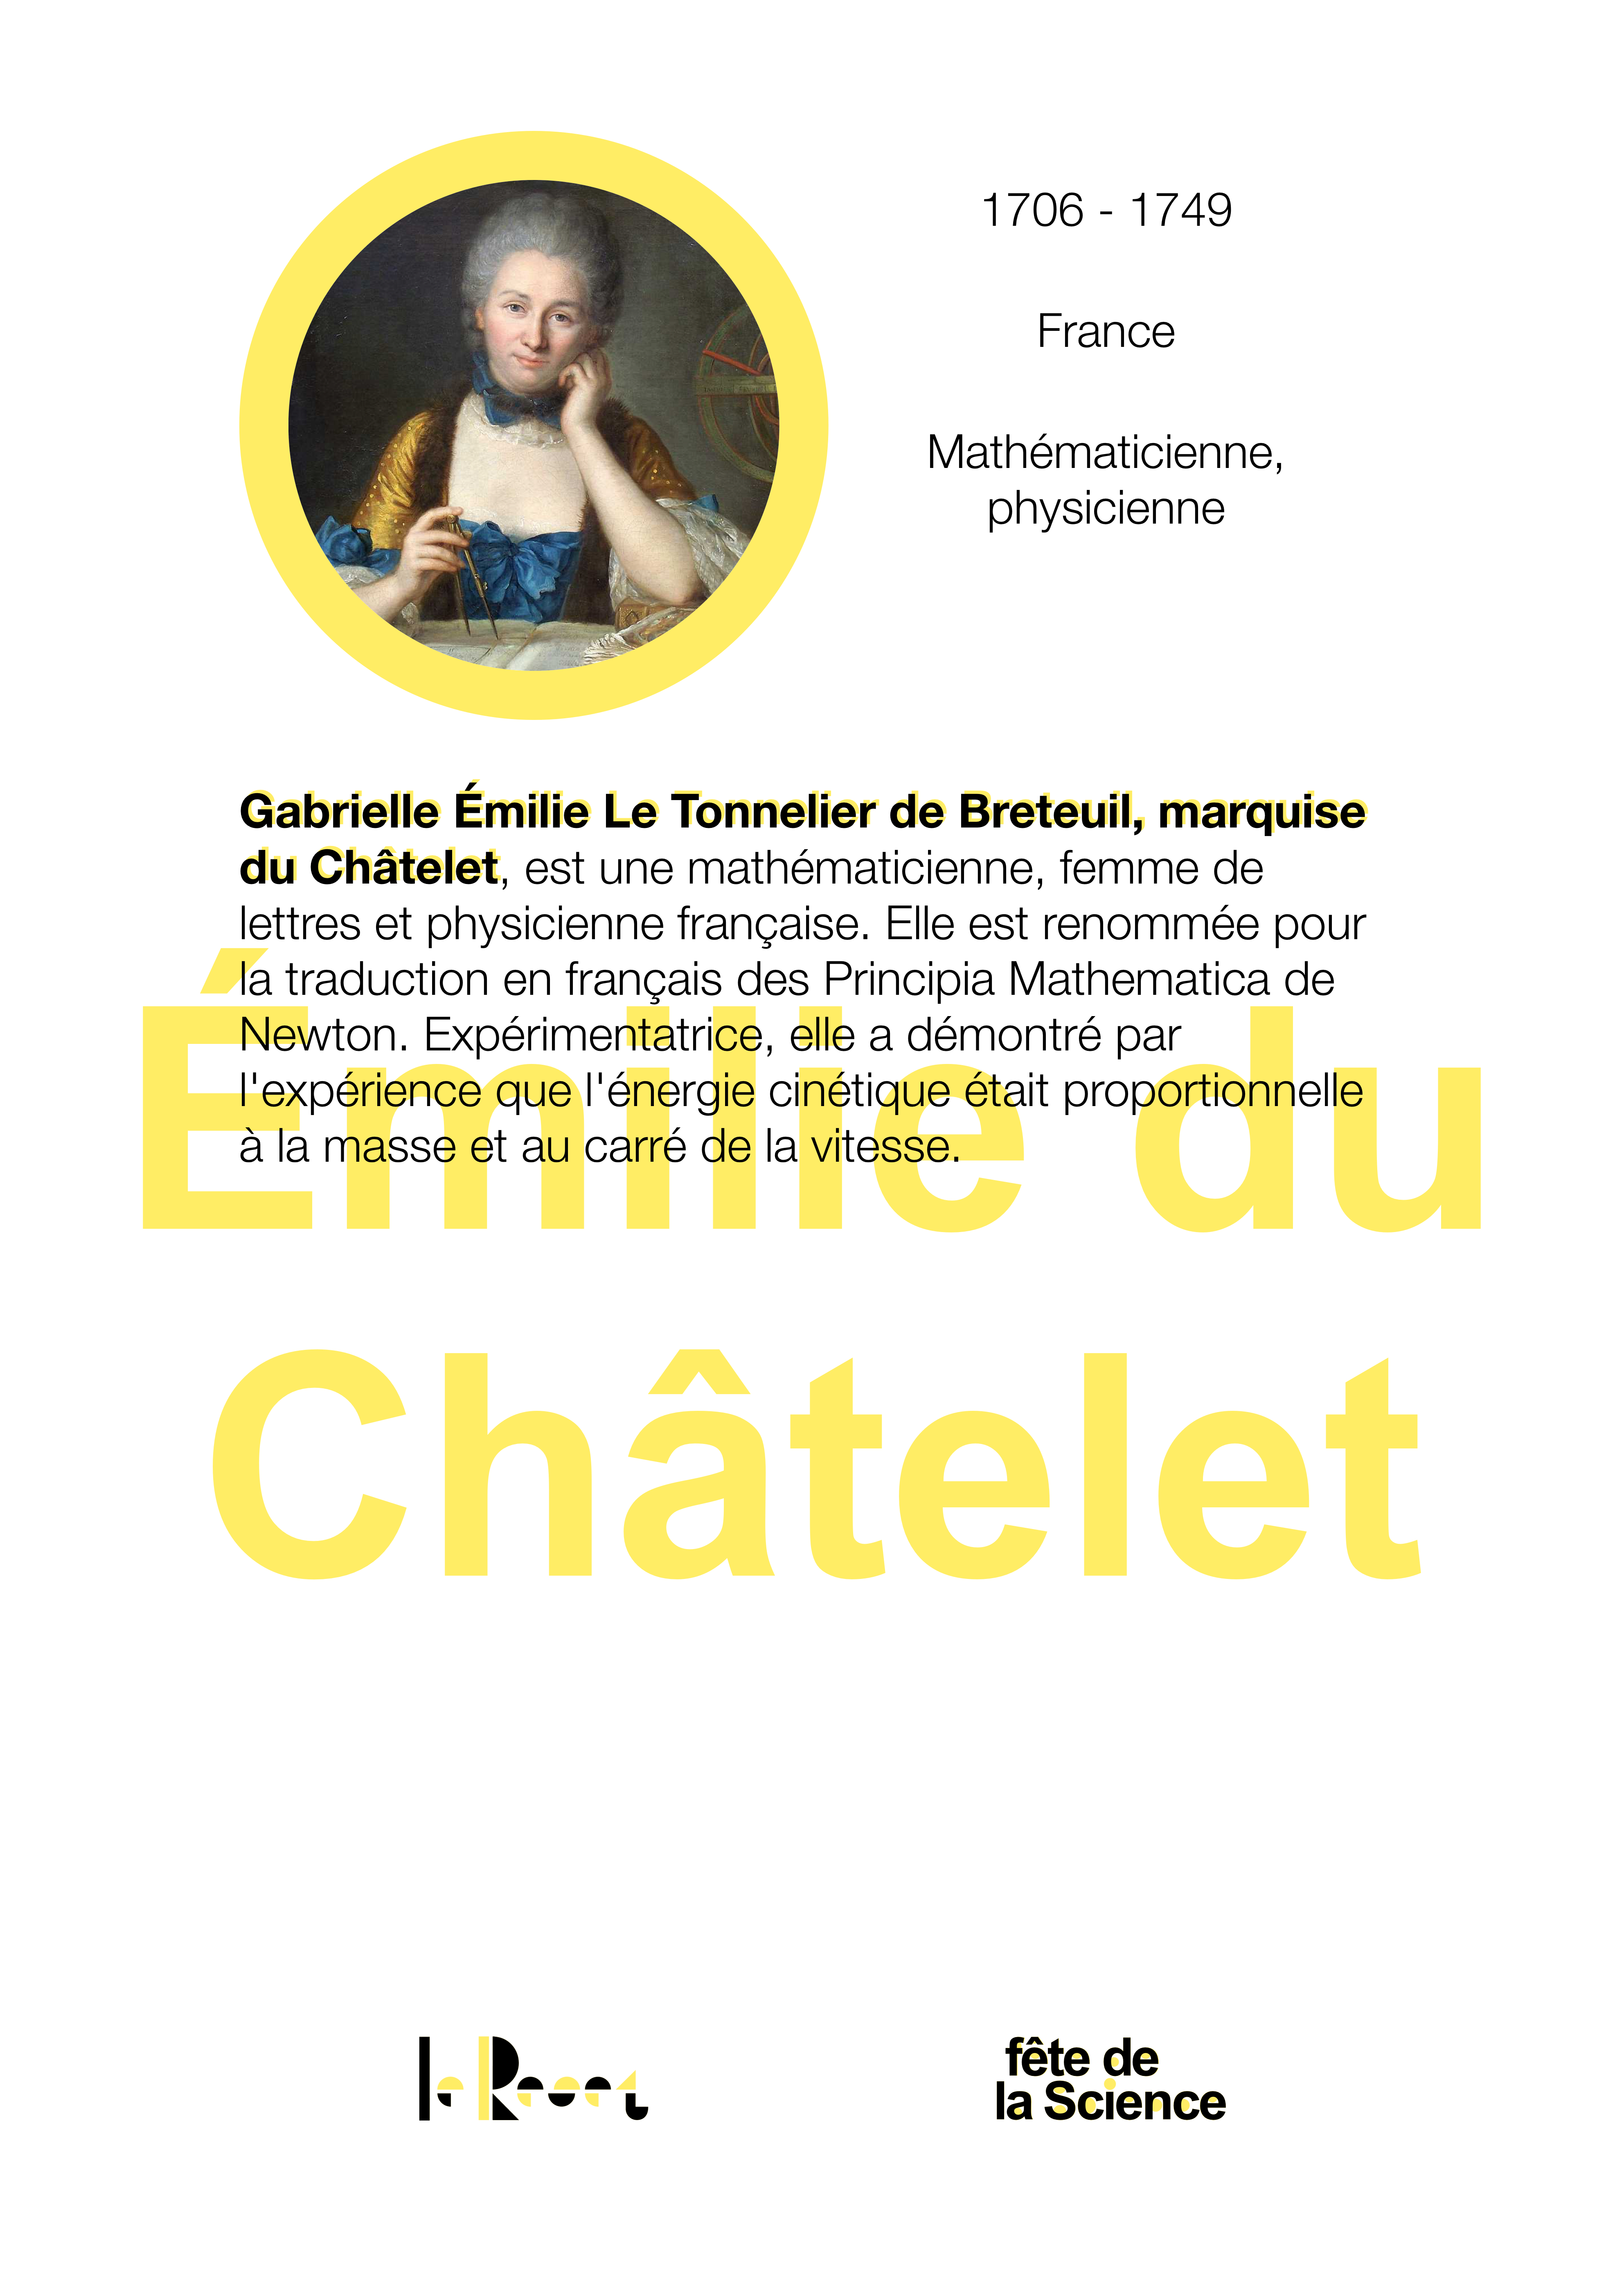 1706 - 1749
France
Mathématicienne,
physicienne
Gabrielle Émilie Le Tonnelier de Breteuil, marquise
du Châtelet, est une mathématicienne, femme de
lettres et physicienne française. Elle est renommée pour
la traduction en français des Principia Mathematica de
Newton. Expérimentatrice, elle a démontré par
l'expérience que l'énergie cinétique était proportionnelle
à la masse et au carré de la vitesse.
Émilie du
Châtelet
le Reset
fête de
la Science